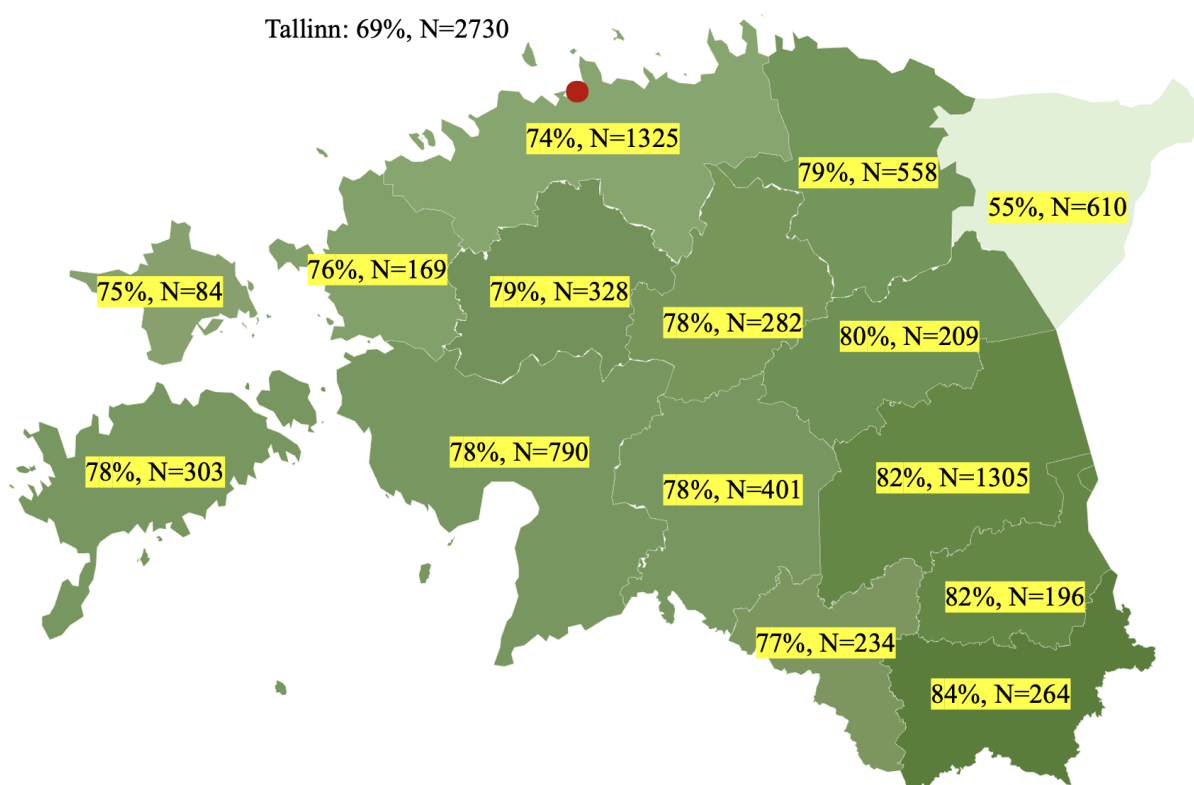 Tallinn: 69%, N=2730
74%, N=1325
79%, N=558
55%, N=610
76%, N=169
75%, N=84
79%, N=328
78%, N=282
80%, N=209
78%, N=790
78%, N=303
82%, N=1305
78%, N=401
82%, N=196
77%, N=234
84%, N=264